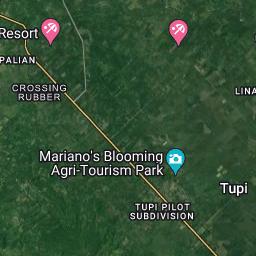 Resort
PALIAN
CROSSING
RUBBER
LINA
Mariano's Blooming
Agri-Tourism Park
Tupi
TUPI PILOT
SUBDIVISION